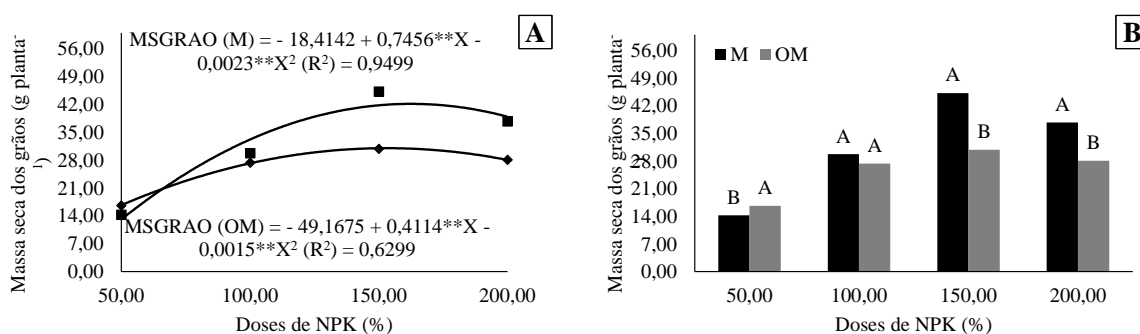 A
MSGRAO (M) = - 18,4142 + 0,7456**X -
0,0023**X² (R²) = 0,9499
MSGRAO (OM) = - 49,1675 + 0,4114**X -
0,0015**X² (R²) = 0,6299
Massa seca dos grãos (g planta⁻
¹)
56,00
49,00
42,00
35,00
28,00
21,00
14,00
7,00
0,00
50,00 100,00 150,00 200,00
Doses de NPK (%)
B
M OM
Massa seca dos grãos (g planta⁻
56,00
49,00
42,00
35,00
28,00
21,00
14,00
7,00
0,00
B A A A A B A B
50,00 100,00 150,00 200,00
Doses de NPK (%)